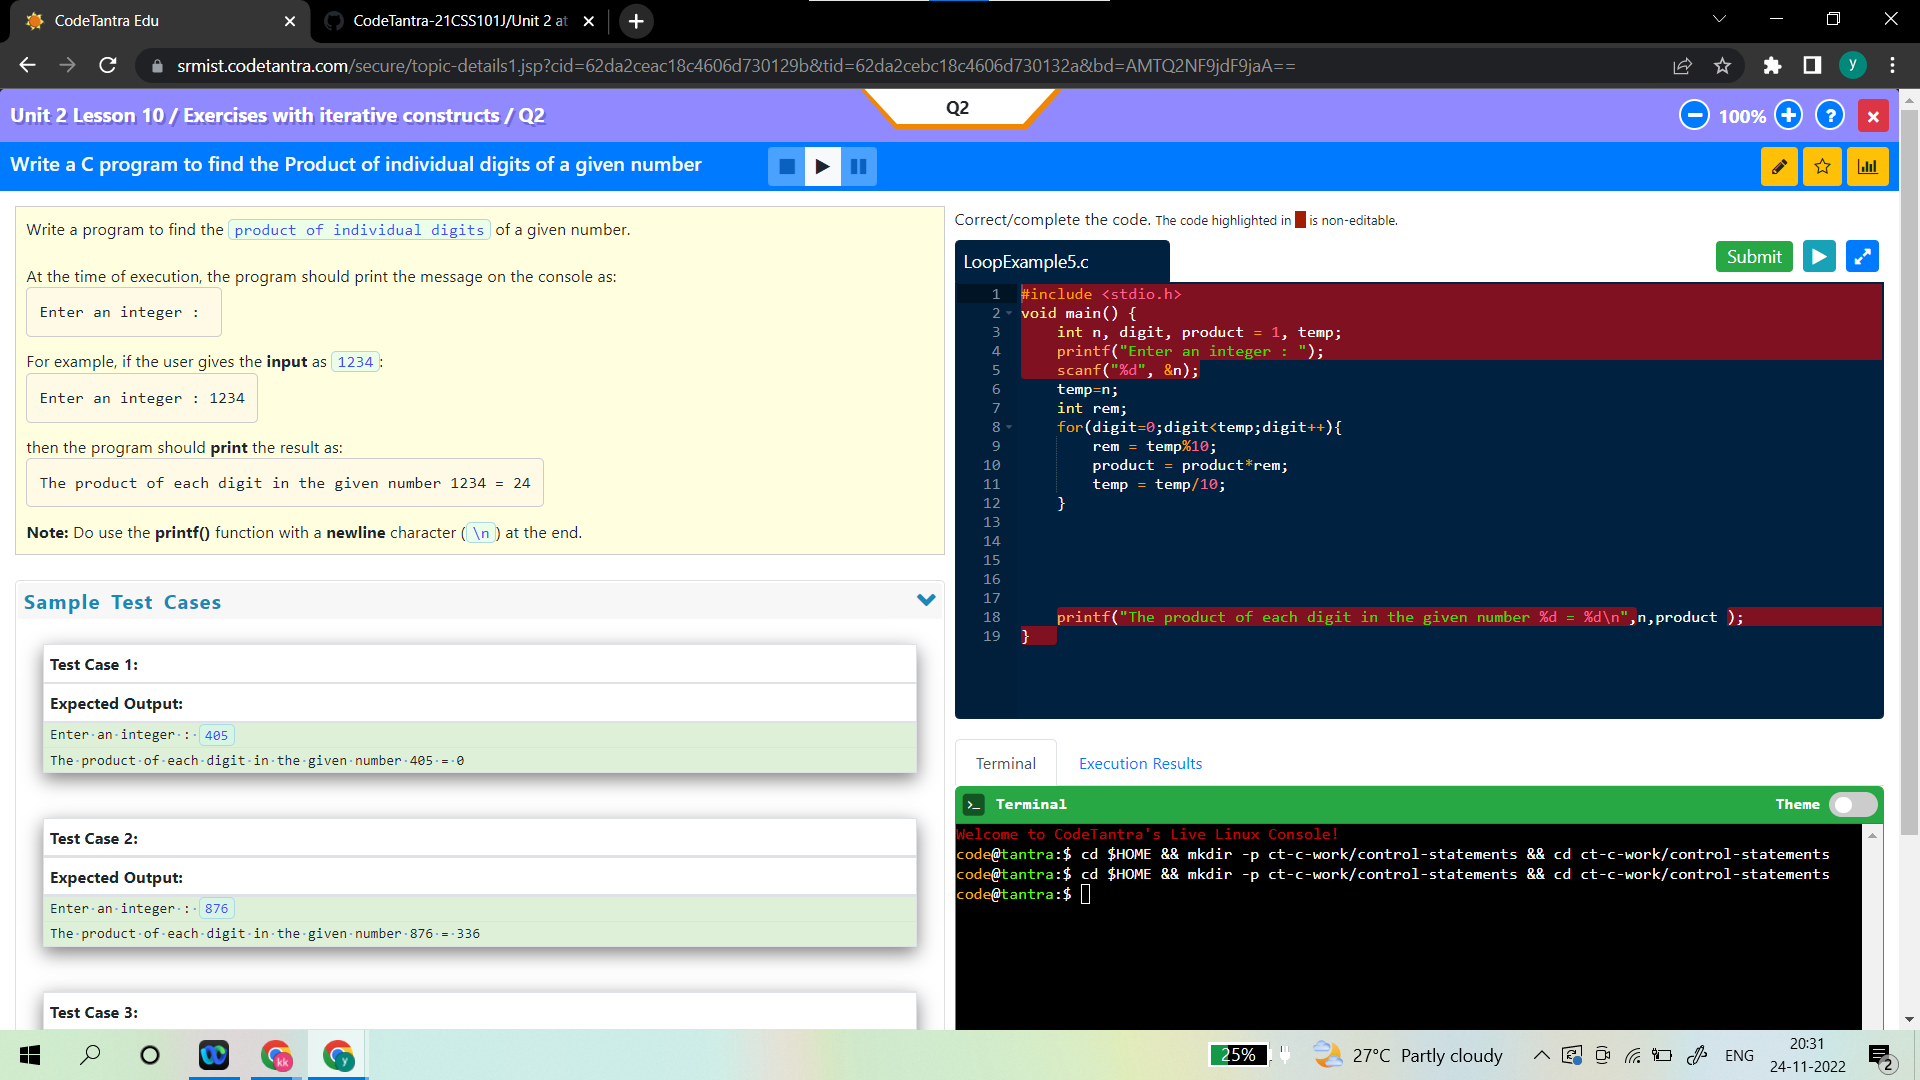 CodeTantra Edu
CodeTantra-21CSS101J/Unit 2 at
srmist.codetantra.com/secure/topic-details1.jsp?cid=62da2ceac18c4606d730129b&tid=62da2cebc18c4606d730132a&bd=AMTQ2NF9jdF9jaA==
y
Unit 2 Lesson 10 / Exercises with iterative constructs / Q2
Q2
100%
?
Write a C program to find the Product of individual digits of a given number
Write a program to find the product of individual digits of a given number.
At the time of execution, the program should print the message on the console as:
Enter an integer :
For example, if the user gives the input as 1234:
Enter an integer : 1234
then the program should print the result as:
The product of each digit in the given number 1234 = 24
Note: Do use the printf() function with a newline character (\n) at the end.
Sample Test Cases
Test Case 1:
Expected Output:
Enter·an·integer·:·405
The·product·of·each·digit·in·the·given·number·405·=·0
Test Case 2:
Expected Output:
Enter·an·integer·:·876
The·product·of·each·digit·in·the·given·number·876·=·336
Test Case 3:
Correct/complete the code. The code highlighted in is non-editable.
LoopExample5.c
Submit
1 #include <stdio.h>
2 void main() {
3 int n, digit, product = 1, temp;
4 printf("Enter an integer : ");
5 scanf("%d", &n);
6 temp=n;
7 int rem;
8 for(digit=0;digit<temp;digit++){
9 rem = temp%10;
10 product = product*rem;
11 temp = temp/10;
12 }
13
14
15
16
17
18 printf("The product of each digit in the given number %d = %d\n",n,product );
19 }
Terminal
Execution Results
>_ Terminal
Theme
Welcome to CodeTantra's Live Linux Console!
code@tantra:$ cd $HOME && mkdir -p ct-c-work/control-statements && cd ct-c-work/control-statements
code@tantra:$ cd $HOME && mkdir -p ct-c-work/control-statements && cd ct-c-work/control-statements
code@tantra:$
kk
y
25%
27°C Partly cloudy
ENG
20:31
24-11-2022
2